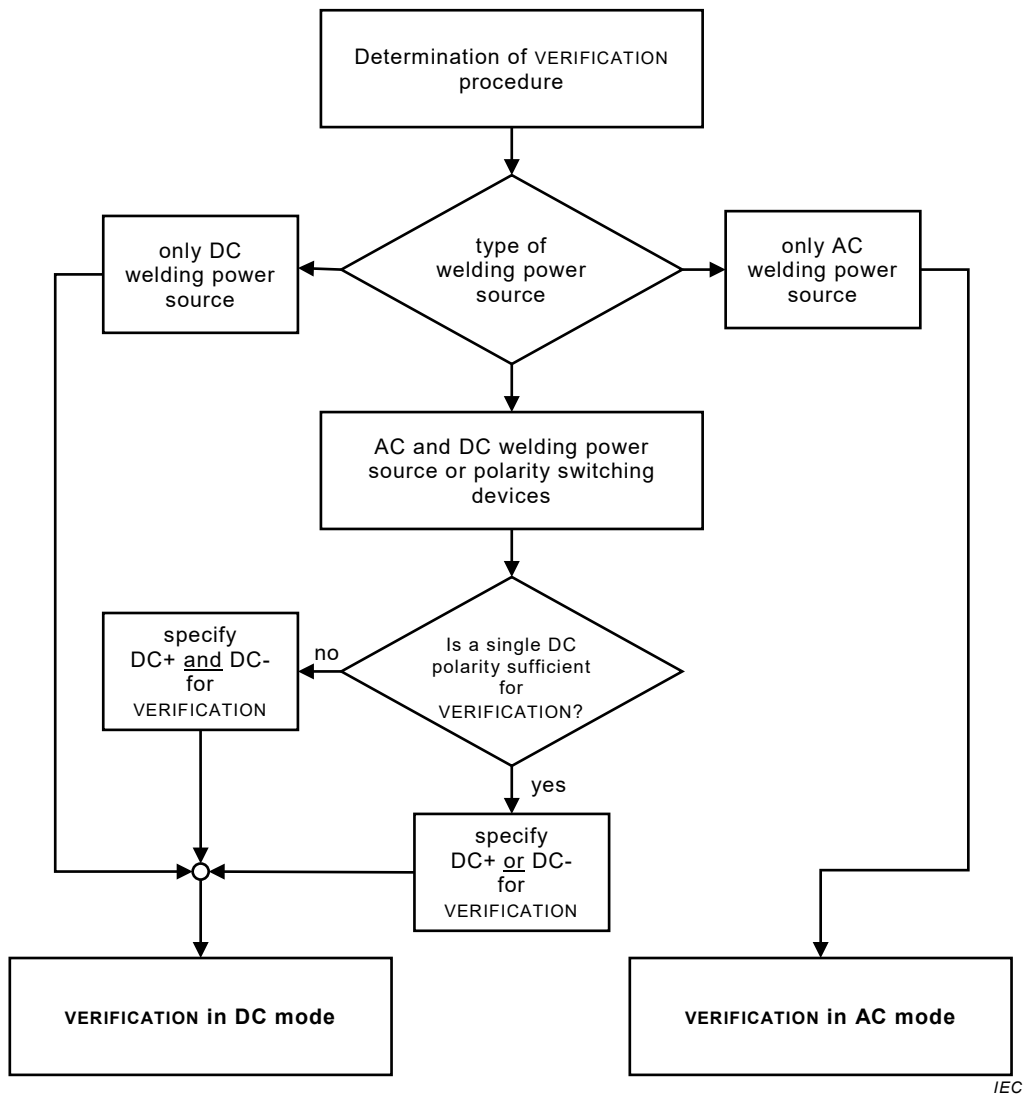 Determination of VERIFICATION
procedure
only DC
welding power
source
type of
welding power
source
only AC
welding power
source
AC and DC welding power
source or polarity switching
devices
specify
DC+ and DC-
for
VERIFICATION
no
Is a single DC
polarity sufficient
for
VERIFICATION?
yes
specify
DC+ or DC-
for
VERIFICATION
VERIFICATION in DC mode
VERIFICATION in AC mode
IEC